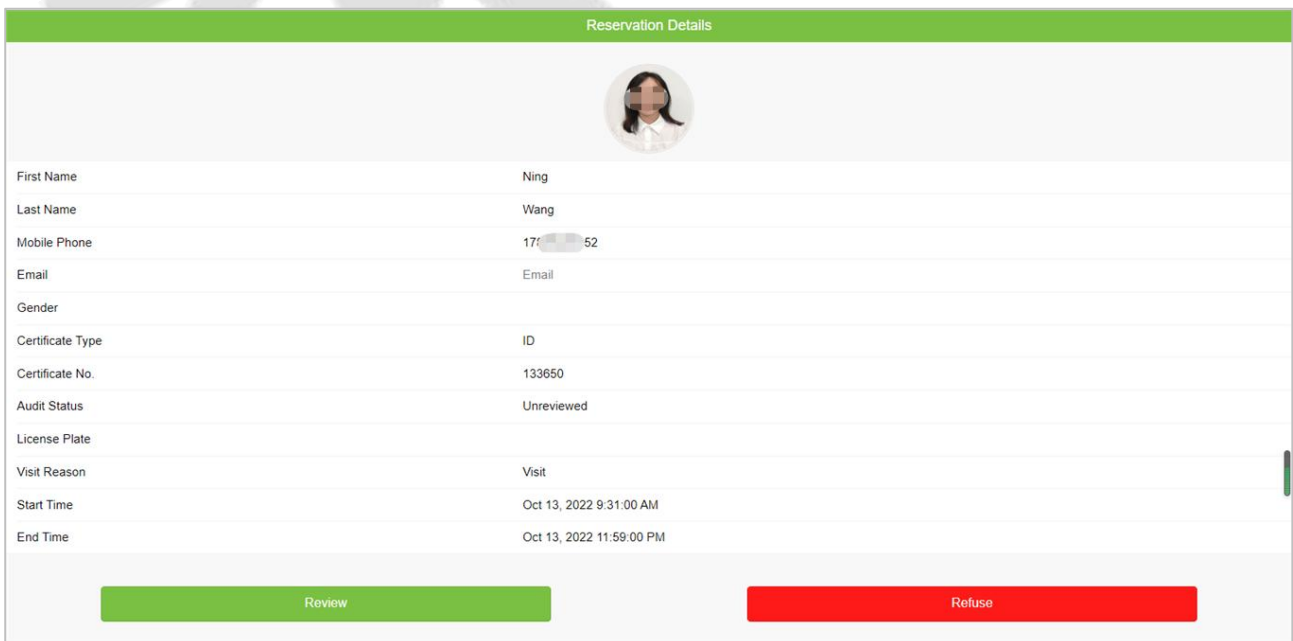 Reservation Details
First Name Ning
Last Name Wang
Mobile Phone 178 52
Email Email
Gender
Certificate Type ID
Certificate No. 133650
Audit Status Unreviewed
License Plate
Visit Reason Visit
Start Time Oct 13, 2022 9:31:00 AM
End Time Oct 13, 2022 11:59:00 PM
Review Refuse